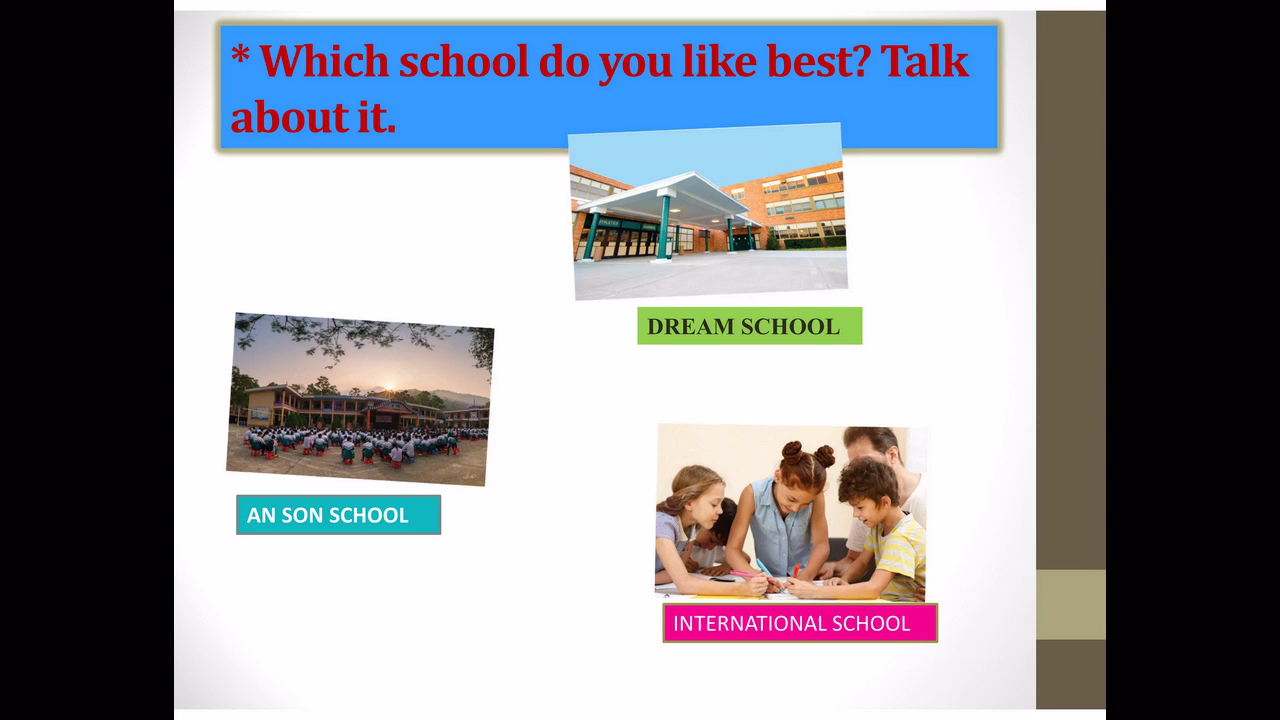 * Which school do you like best? Talk
about it.
DREAM SCHOOL
AN SON SCHOOL
INTERNATIONAL SCHOOL